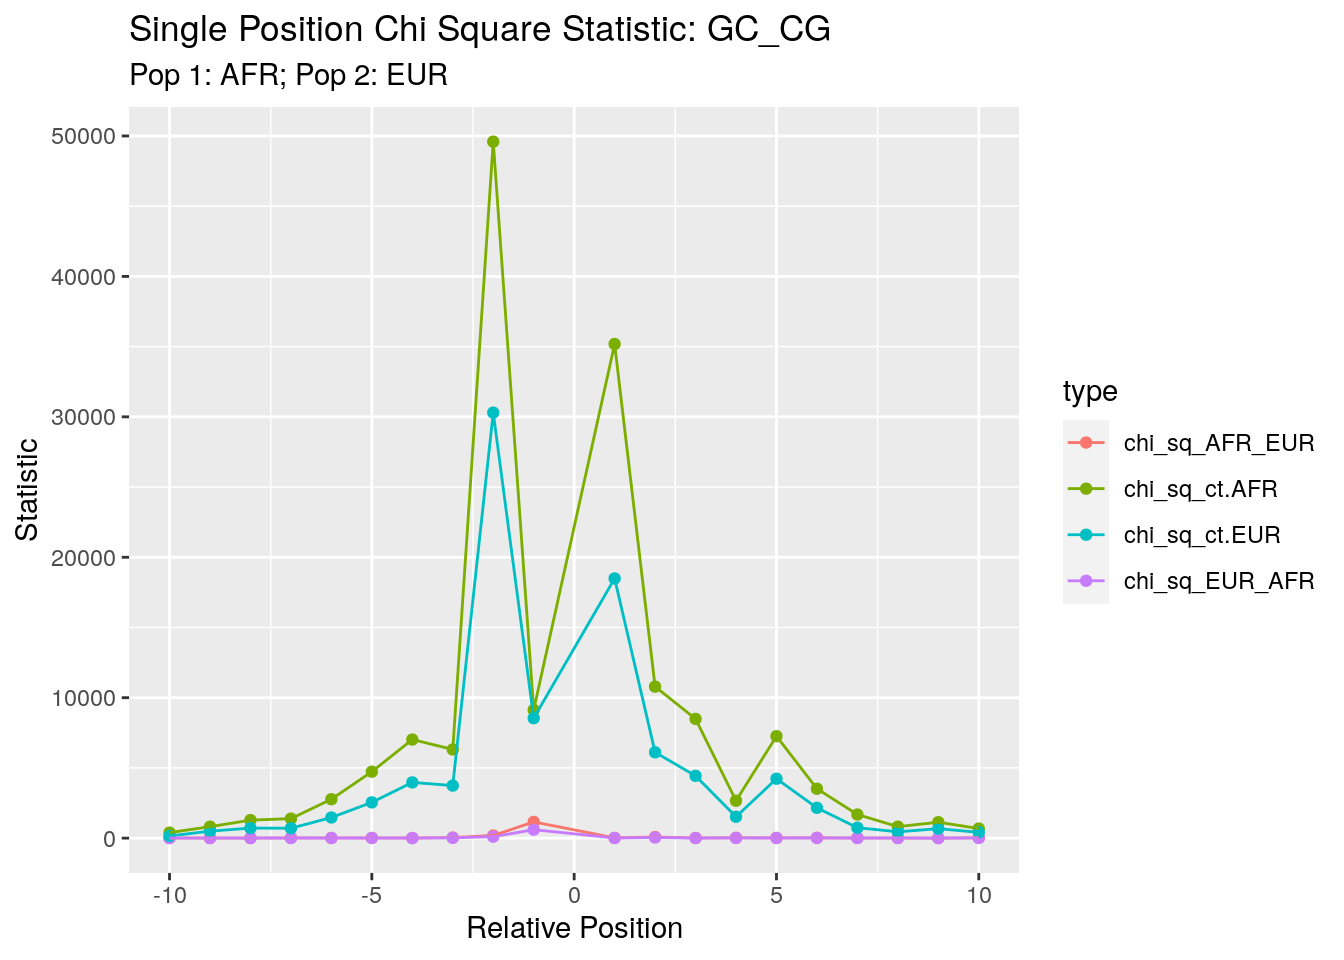 Single Position Chi Square Statistic: GC_CG
Pop 1: AFR; Pop 2: EUR
50000
40000
30000
20000
10000
0
Statistic
-10
-5
0
5
10
Relative Position
type
chi_sq_AFR_EUR
chi_sq_ct.AFR
chi_sq_ct.EUR
chi_sq_EUR_AFR